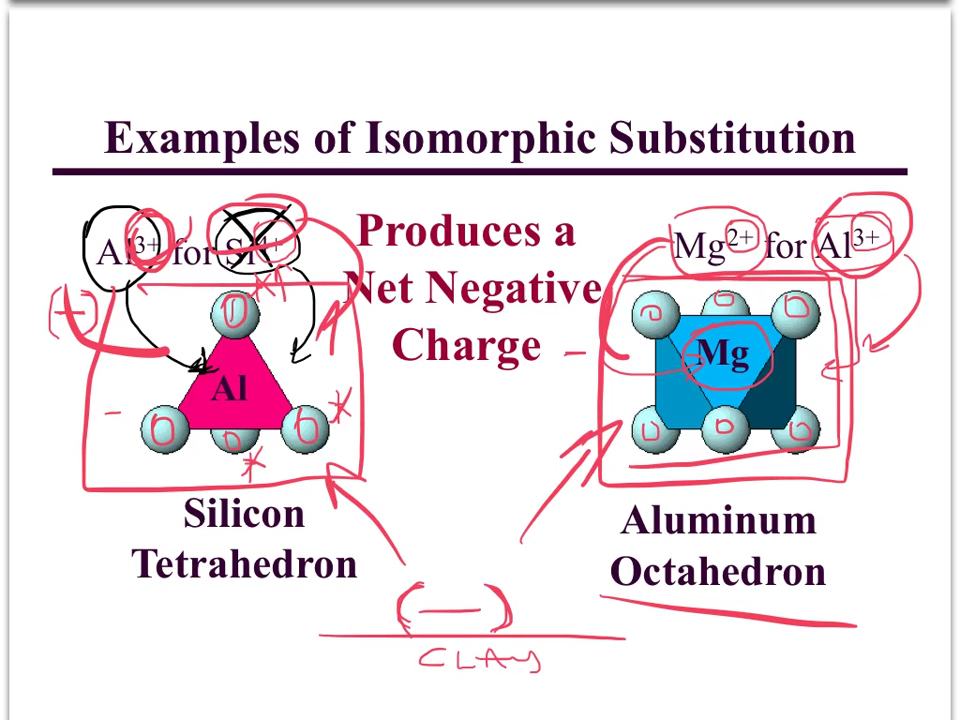 Examples of Isomorphic Substitution
Al3+ for Si4+
Produces a
Net Negative
Charge
Mg2+ for Al3+
+
-
O
O
O
O
Al
-
O
O
O
O
O
O
Mg
Silicon
Tetrahedron
Aluminum
Octahedron
(—)
CLAY